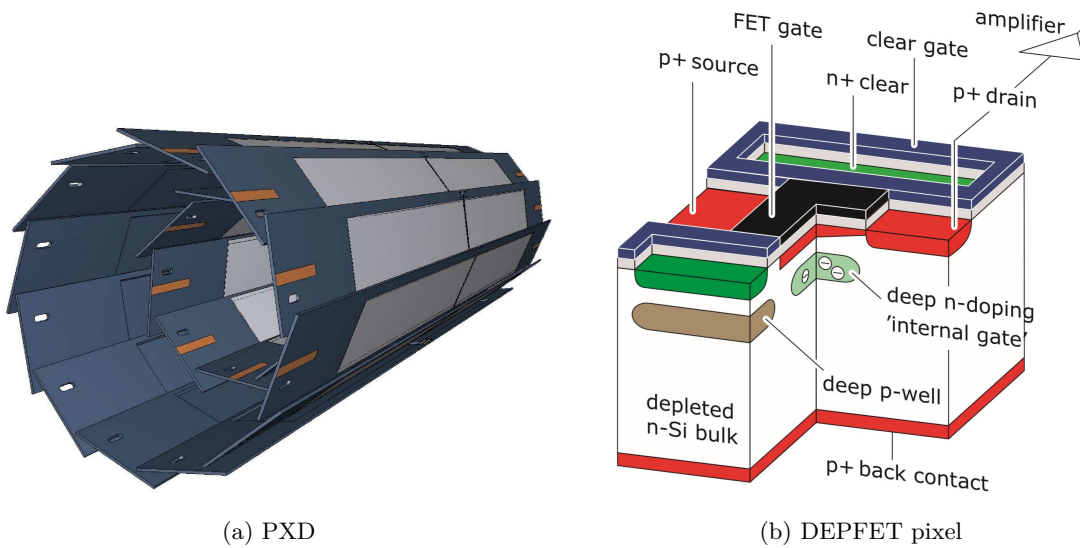 amplifier
FET gate
clear gate
p+ source
n+ clear
p+ drain
deep n-doping
'internal gate'
deep p-well
depleted
n-Si bulk
p+ back contact
(a) PXD
(b) DEPFET pixel